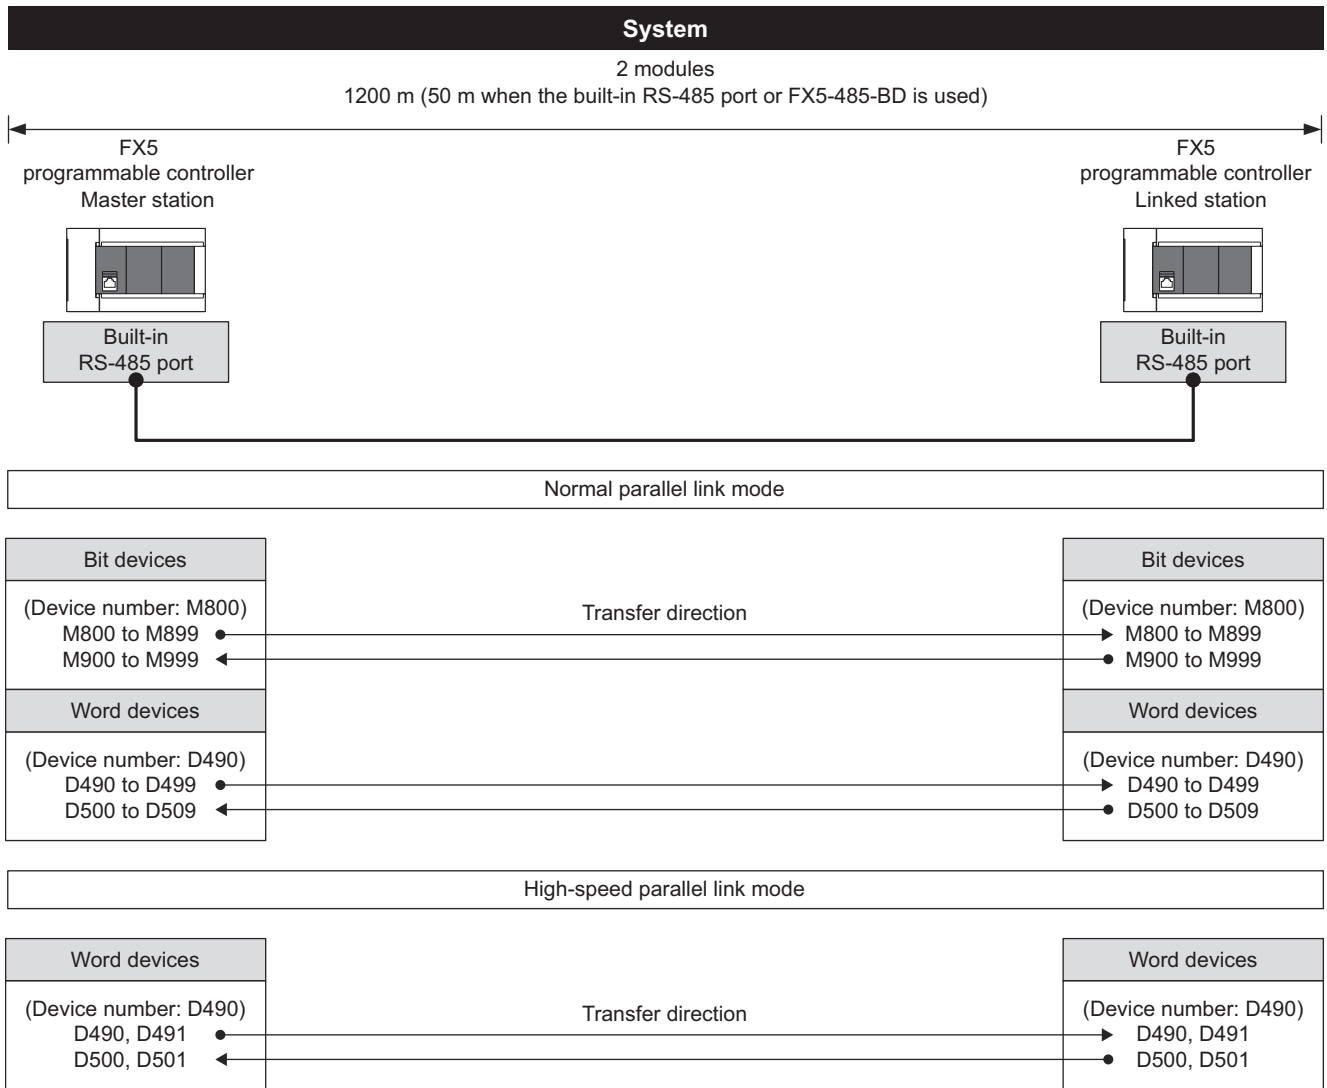 System
2 modules
1200 m (50 m when the built-in RS-485 port or FX5-485-BD is used)
FX5
programmable controller
Master station
FX5
programmable controller
Linked station
Built-in
RS-485 port
Built-in
RS-485 port
Normal parallel link mode
Bit devices
(Device number: M800)
M800 to M899
M900 to M999
Word devices
(Device number: D490)
D490 to D499
D500 to D509
Transfer direction
Bit devices
(Device number: M800)
M800 to M899
M900 to M999
Word devices
(Device number: D490)
D490 to D499
D500 to D509
High-speed parallel link mode
Word devices
(Device number: D490)
D490, D491
D500, D501
Transfer direction
Word devices
(Device number: D490)
D490, D491
D500, D501